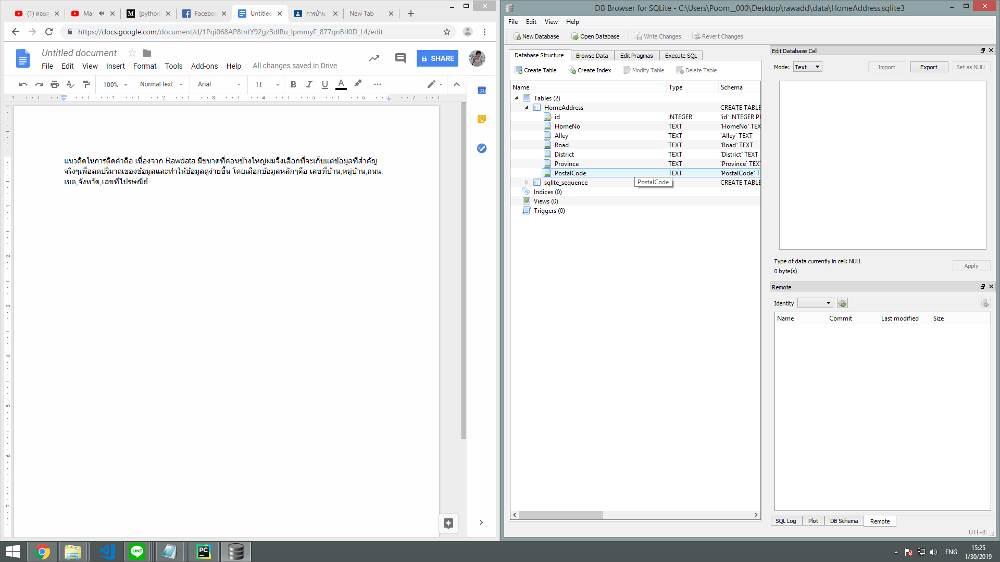 (1) ดอยส
Mar
[python
Faceboo
Untitled
การบ้าน
New Tab
https://docs.google.com/document/d/1Pqi068AP8tntY92gz3dlRu_lpmmyF_877qnBtl0D_L4/edit
Untitled document
File Edit View Insert Format Tools Add-ons Help All changes saved in Drive
SHARE
100% Normal text Arial 11 B I U A
แนวคิดในการตีดคำคือ เนื่องจาก Rawdata มีขนาดที่ค่อนข้างใหญ่ผมจึงเลือกที่จะเก็บแต่ข้อมูลที่สำคัญ
จริงๆเพื่อลดปริมาณของข้อมูลและทำให้ข้อมูลดูง่ายขึ้น โดยเลือกข้อมูลหลักๆคือ เลขที่บ้าน,หมู่บ้าน,ถนน,
เขต,จังหวัด,เลขที่ไปรษณีย์
DB Browser for SQLite - C:\Users\Poom__000\Desktop\rawadd\data\HomeAddress.sqlite3
File Edit View Help
New Database Open Database Write Changes Revert Changes
Database Structure Browse Data Edit Pragmas Execute SQL
Create Table Create Index Modify Table Delete Table
Name Type Schema
Tables (2)
HomeAddress CREATE TABLE
id INTEGER `id` INTEGER PI
HomeNo TEXT `HomeNo` TEX
Alley TEXT `Alley` TEXT
Road TEXT `Road` TEXT
District TEXT `District` TEXT
Province TEXT `Province` TEXT
PostalCode TEXT `PostalCode` T
PostalCode
sqlite_sequence CREATE TABLE
Indices (0)
Views (0)
Triggers (0)
Edit Database Cell
Mode: Text Import Export Set as NULL
Type of data currently in cell: NULL
0 byte(s)
Apply
Remote
Identity
Name Commit Last modified Size
SQL Log Plot DB Schema Remote
UTF-8
LINE
PC
ENG
15:25
1/30/2019